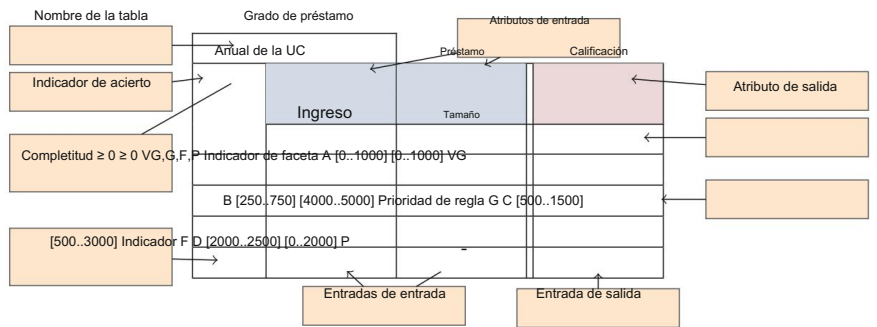 Nombre de la tabla
Grado de préstamo
Atributos de entrada
Anual de la UC
Préstamo
Calificación
Indicador de acierto
Atributo de salida
Ingreso
Tamaño
Completitud ≥ 0 ≥ 0 VG,G,F,P Indicador de faceta A [0..1000] [0..1000] VG
B [250..750] [4000..5000] Prioridad de regla G C [500..1500]
[500..3000] Indicador F D [2000..2500] [0..2000] P
-
Entradas de entrada
Entrada de salida